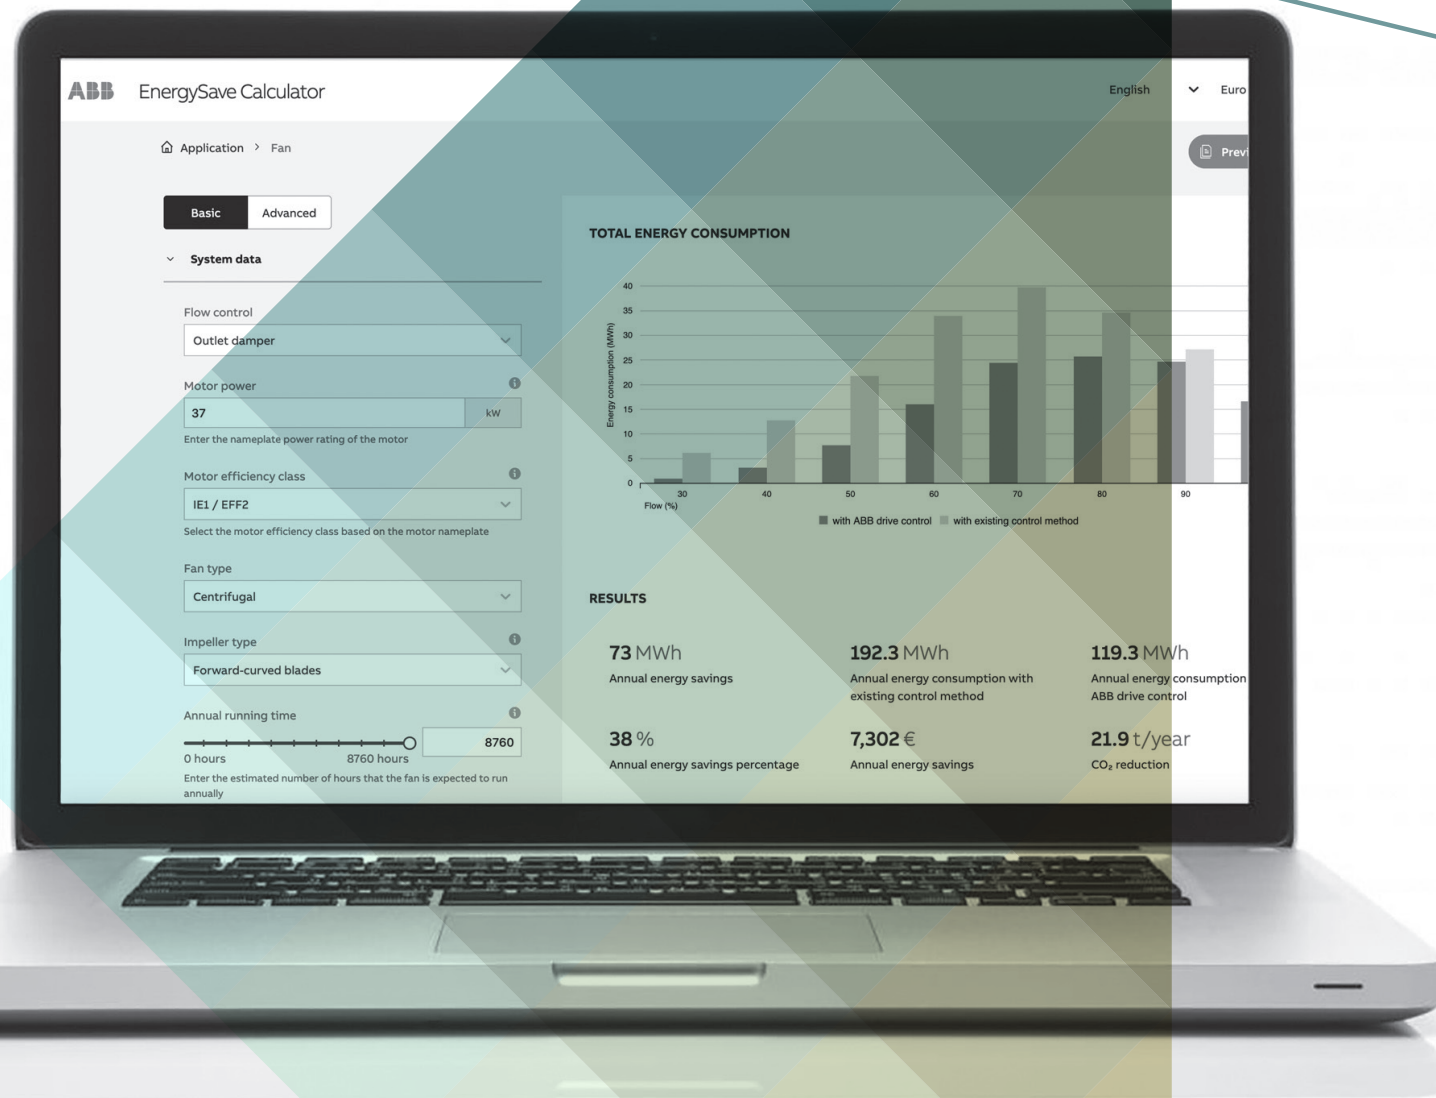 ABB EnergySave Calculator English Euro
Application > Fan
Previ
Basic Advanced
System data
Flow control
Outlet damper
Motor power
37 kW
Enter the nameplate power rating of the motor
Motor efficiency class
IE1 / EFF2
Select the motor efficiency class based on the motor nameplate
Fan type
Centrifugal
Impeller type
Forward-curved blades
Annual running time
8760
0 hours 8760 hours
Enter the estimated number of hours that the fan is expected to run
annually
TOTAL ENERGY CONSUMPTION
Energy consumption (MWh)
40
35
30
25
20
15
10
5
0
30 40 50 60 70 80 90
Flow (%)
with ABB drive control with existing control method
RESULTS
73 MWh
Annual energy savings
192.3 MWh
Annual energy consumption with
existing control method
119.3 MWh
Annual energy consumption
ABB drive control
38 %
Annual energy savings percentage
7,302 €
Annual energy savings
21.9 t/year
CO₂ reduction